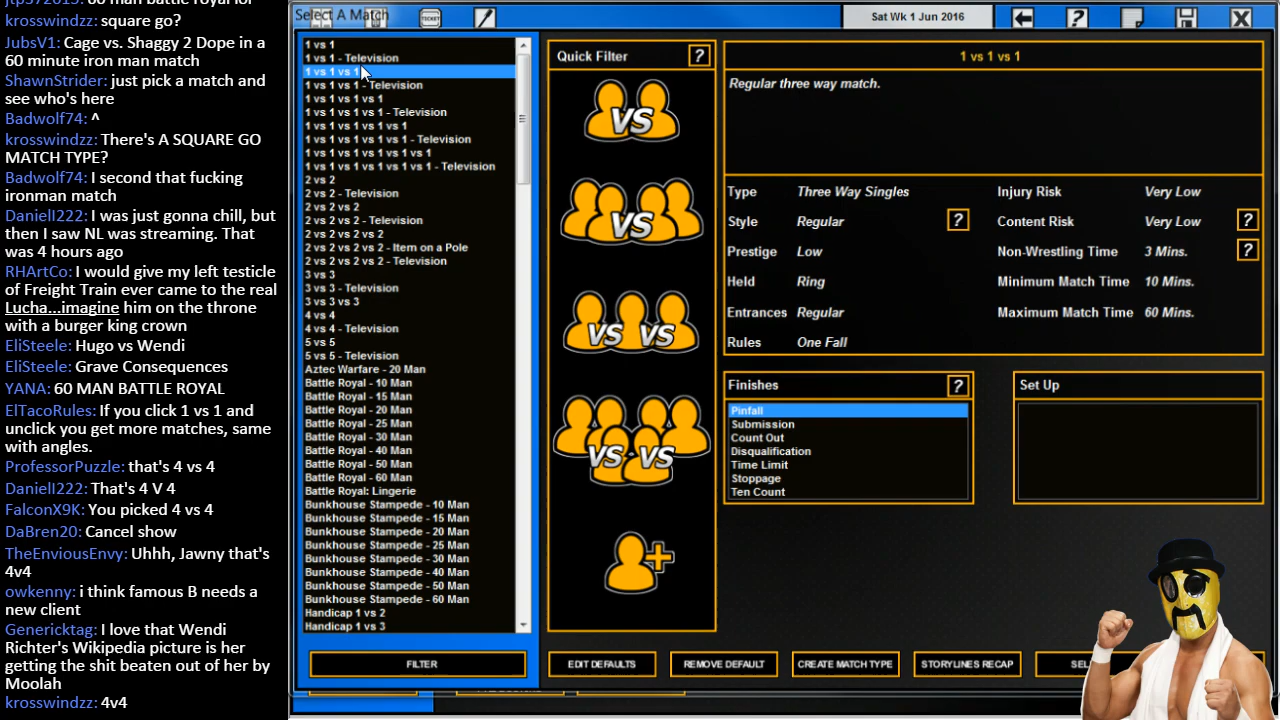 krosswindzz: square go?
JubsV1: Cage vs. Shaggy 2 Dope in a
60 minute iron man match
ShawnStrider: just pick a match and
see who's here
Badwolf74: ^
krosswindzz: There's A SQUARE GO
MATCH TYPE?
Badwolf74: I second that fucking
ironman match
DanielI222: I was just gonna chill, but
then I saw NL was streaming. That
was 4 hours ago
RHArtCo: I would give my left testicle
of Freight Train ever came to the real
Lucha...imagine him on the throne
with a burger king crown
EliSteele: Hugo vs Wendi
EliSteele: Grave Consequences
YANA: 60 MAN BATTLE ROYAL
ElTacoRules: If you click 1 vs 1 and
unclick you get more matches, same
with angles.
ProfessorPuzzle: that's 4 vs 4
DanielI222: That's 4 V 4
FalconX9K: You picked 4 vs 4
DaBren20: Cancel show
TheEnviousEnvy: Uhhh, Jawny that's
4v4
owkenny: i think famous B needs a
new client
Genericktag: I love that Wendi
Richter's Wikipedia picture is her
getting the shit beaten out of her by
Moolah
krosswindzz: 4v4
Select A Match
TICKET
Sat Wk 1 Jun 2016
?
1 vs 1
1 vs 1 - Television
1 vs 1 vs 1
1 vs 1 vs 1 - Television
1 vs 1 vs 1 vs 1
1 vs 1 vs 1 vs 1 - Television
1 vs 1 vs 1 vs 1 vs 1
1 vs 1 vs 1 vs 1 vs 1 - Television
1 vs 1 vs 1 vs 1 vs 1 vs 1
1 vs 1 vs 1 vs 1 vs 1 vs 1 - Television
2 vs 2
2 vs 2 - Television
2 vs 2 vs 2
2 vs 2 vs 2 - Television
2 vs 2 vs 2 vs 2
2 vs 2 vs 2 vs 2 - Item on a Pole
2 vs 2 vs 2 vs 2 - Television
3 vs 3
3 vs 3 - Television
3 vs 3 vs 3
4 vs 4
4 vs 4 - Television
5 vs 5
5 vs 5 - Television
Aztec Warfare - 20 Man
Battle Royal - 10 Man
Battle Royal - 15 Man
Battle Royal - 20 Man
Battle Royal - 25 Man
Battle Royal - 30 Man
Battle Royal - 40 Man
Battle Royal - 50 Man
Battle Royal - 60 Man
Battle Royal: Lingerie
Bunkhouse Stampede - 10 Man
Bunkhouse Stampede - 15 Man
Bunkhouse Stampede - 20 Man
Bunkhouse Stampede - 25 Man
Bunkhouse Stampede - 30 Man
Bunkhouse Stampede - 40 Man
Bunkhouse Stampede - 50 Man
Bunkhouse Stampede - 60 Man
Handicap 1 vs 2
Handicap 1 vs 3
FILTER
Quick Filter ?
VS
VS
VS VS
VS VS
1 vs 1 vs 1
Regular three way match.
Type Three Way Singles Injury Risk Very Low
Style Regular ? Content Risk Very Low ?
Prestige Low Non-Wrestling Time 3 Mins. ?
Held Ring Minimum Match Time 10 Mins.
Entrances Regular Maximum Match Time 60 Mins.
Rules One Fall
Finishes ?
Pinfall
Submission
Count Out
Disqualification
Time Limit
Stoppage
Ten Count
Set Up
EDIT DEFAULTS
REMOVE DEFAULT
CREATE MATCH TYPE
STORYLINES RECAP